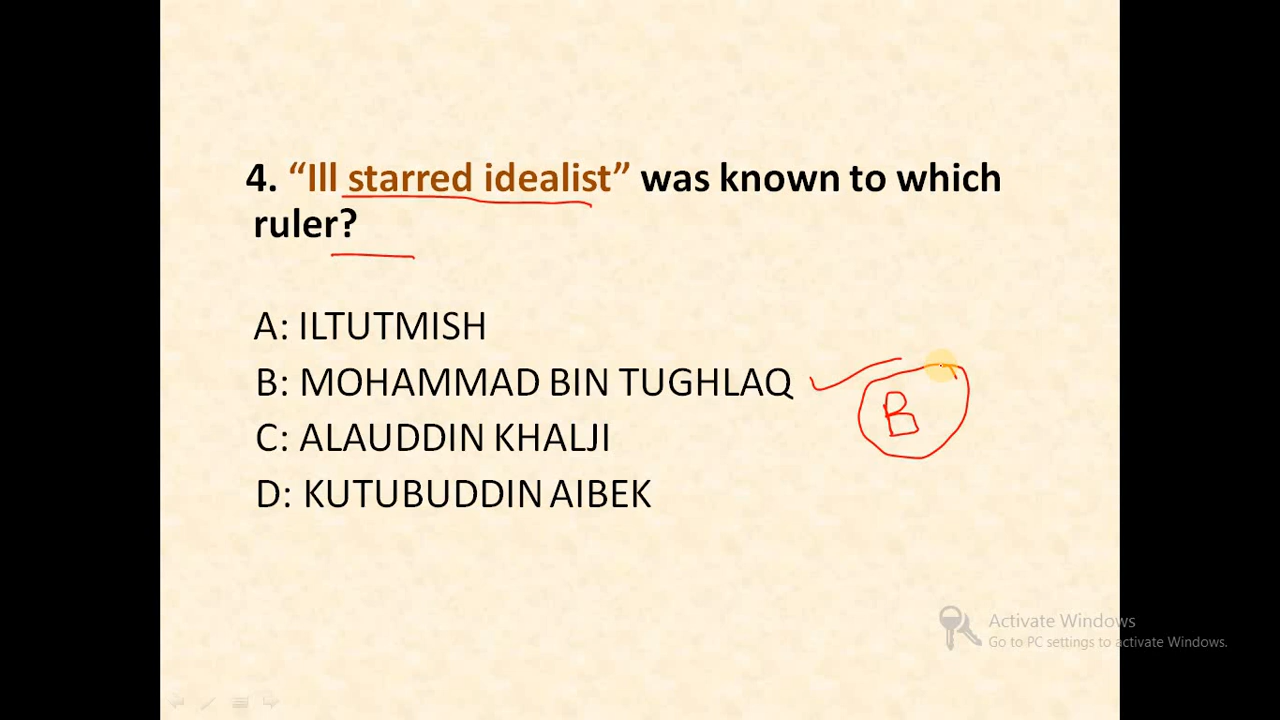 4. “Ill starred idealist” was known to which
ruler?
A: ILTUTMISH
B: MOHAMMAD BIN TUGHLAQ
B
C: ALAUDDIN KHALJI
D: KUTUBUDDIN AIBEK
Activate Windows
Go to PC settings to activate Windows.